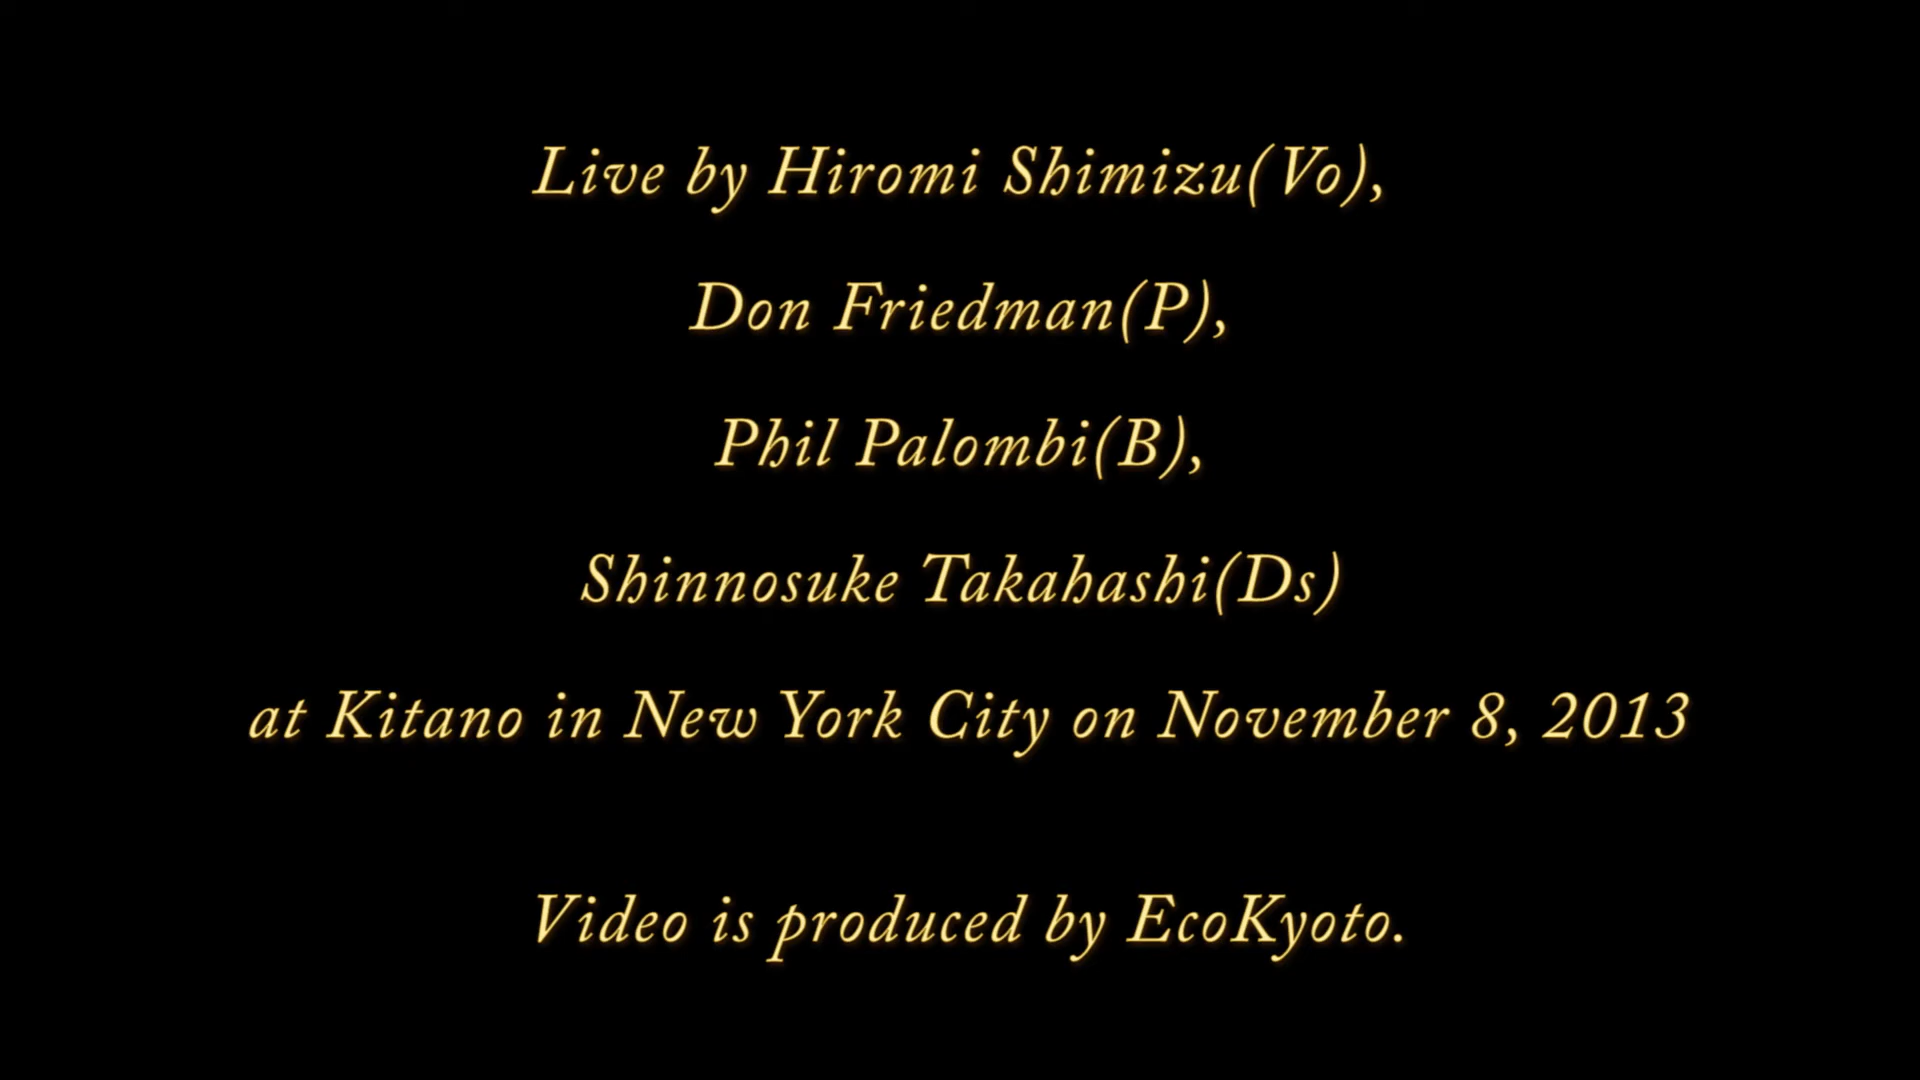 Live by Hiromi Shimizu(Vo),
Don Friedman(P),
Phil Palombi(B),
Shinnosuke Takahashi(Ds)
at Kitano in New York City on November 8, 2013
Video is produced by EcoKyoto.